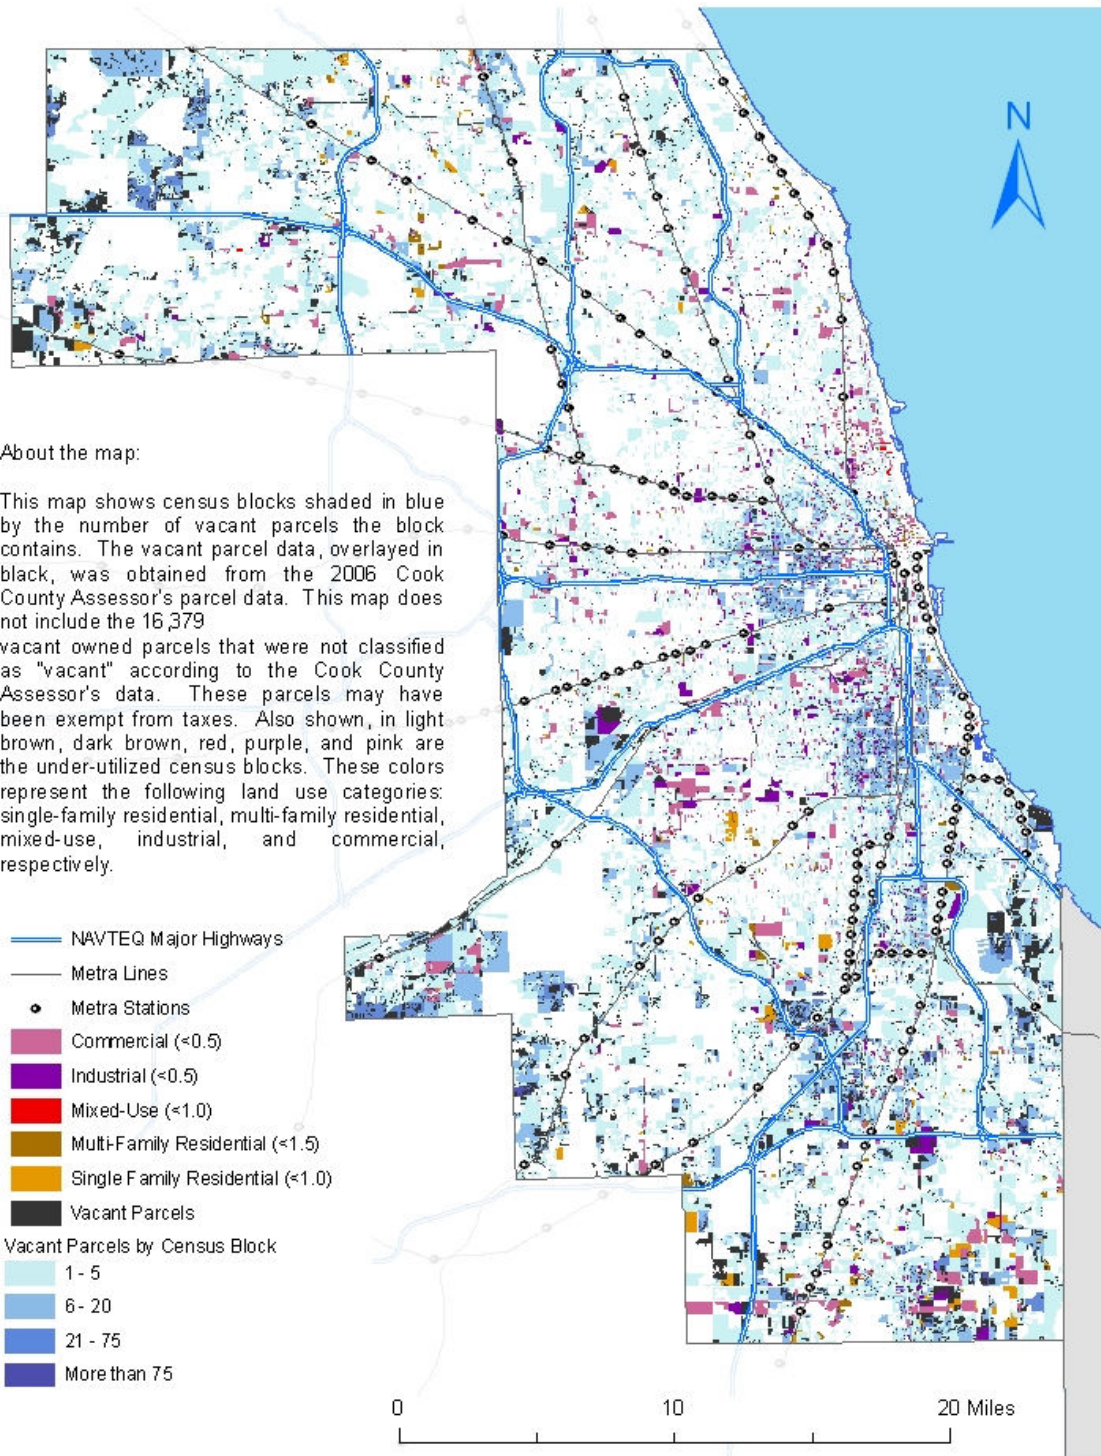 N
About the map:
This map shows census blocks shaded in blue
by the number of vacant parcels the block
contains. The vacant parcel data, overlayed in
black, was obtained from the 2006 Cook
County Assessor's parcel data. This map does
not include the 16,379
vacant owned parcels that were not classified
as "vacant" according to the Cook County
Assessor's data. These parcels may have
been exempt from taxes. Also shown, in light
brown, dark brown, red, purple, and pink are
the under-utilized census blocks. These colors
represent the following land use categories:
single-family residential, multi-family residential,
mixed-use, industrial, and commercial,
respectively.
NAVTEQ Major Highways
Metra Lines
Metra Stations
Commercial (<0.5)
Industrial (<0.5)
Mixed-Use (<1.0)
Multi-Family Residential (<1.5)
Single Family Residential (<1.0)
Vacant Parcels
Vacant Parcels by Census Block
1 - 5
6 - 20
21 - 75
More than 75
0 10 20 Miles